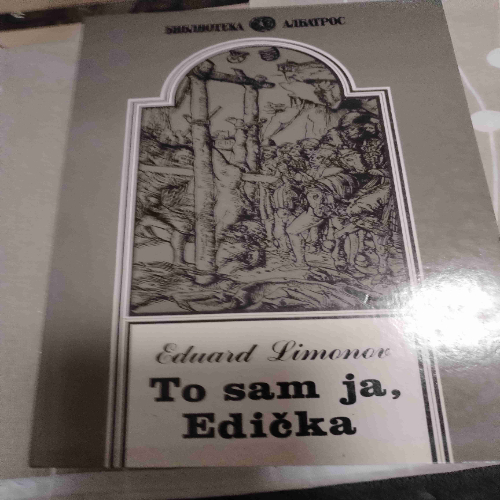 БИБЛИОТЕКА АЛБАТРОС
Eduard Limonov
To sam ja,
Edička